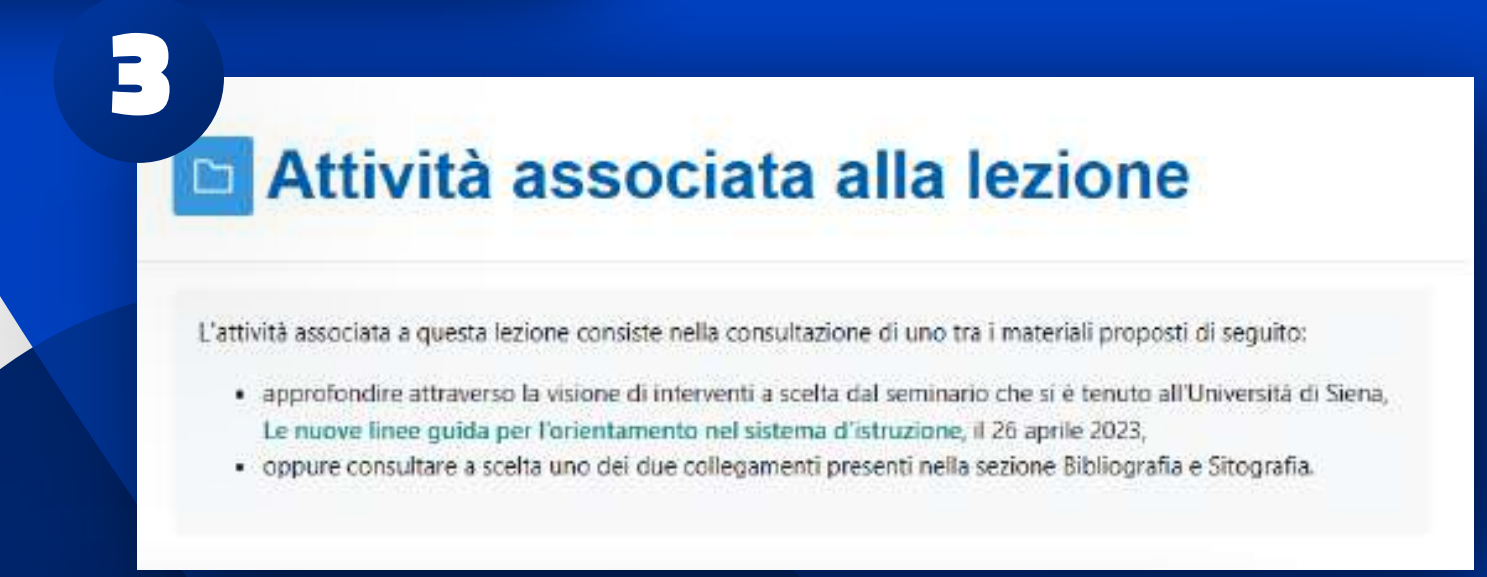 3
Attività associata alla lezione
L'attività associata a questa lezione consiste nella consultazione di uno tra i materiali proposti di seguito:
▪ approfondire attraverso la visione di interventi a scelta dal seminario che si è tenuto all'Università di Siena,
Le nuove linee guida per l'orientamento nel sistema d'istruzione, il 26 aprile 2023,
▪ oppure consultare a scelta uno dei due collegamenti presenti nella sezione Bibliografia e Sitografia.